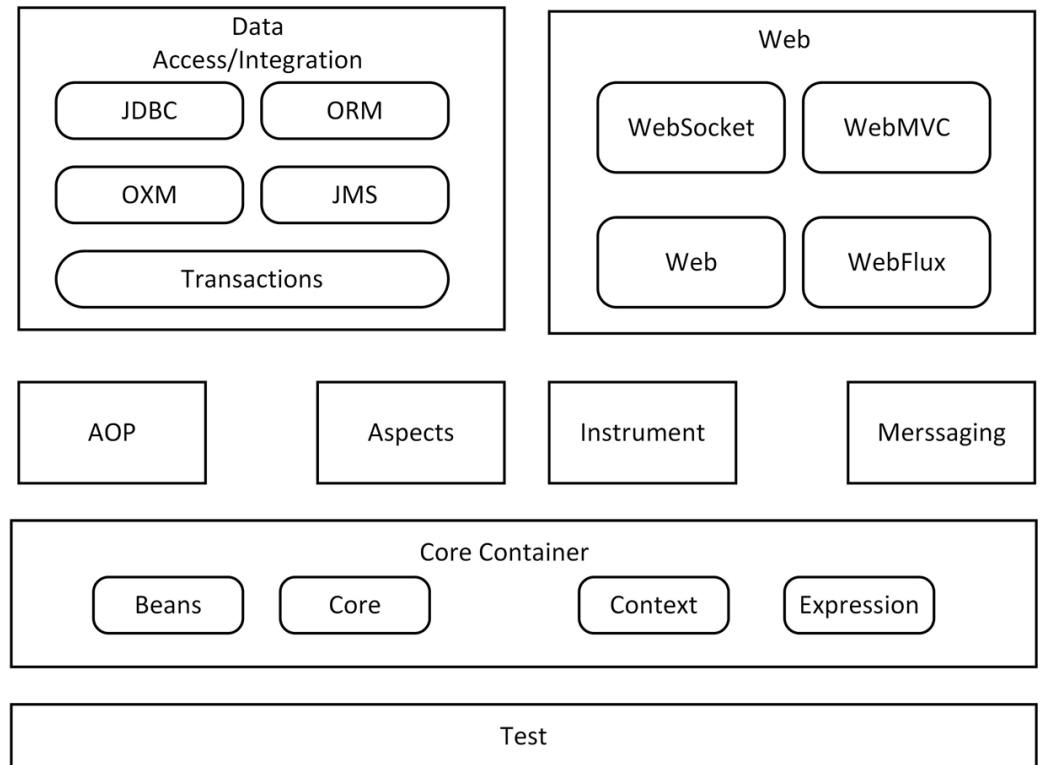 Data
Access/Integration
JDBC
ORM
OXM
JMS
Transactions
Web
WebSocket
WebMVC
Web
WebFlux
AOP
Aspects
Instrument
Merssaging
Core Container
Beans
Core
Context
Expression
Test